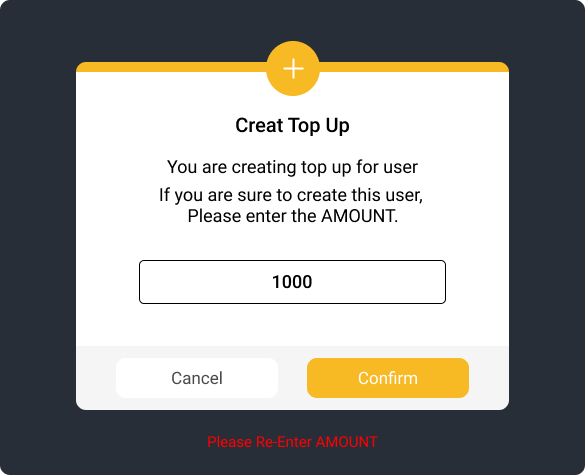 Creat Top Up
You are creating top up for user
If you are sure to create this user,
Please enter the AMOUNT.
1000
Cancel
Confirm
Please Re-Enter AMOUNT